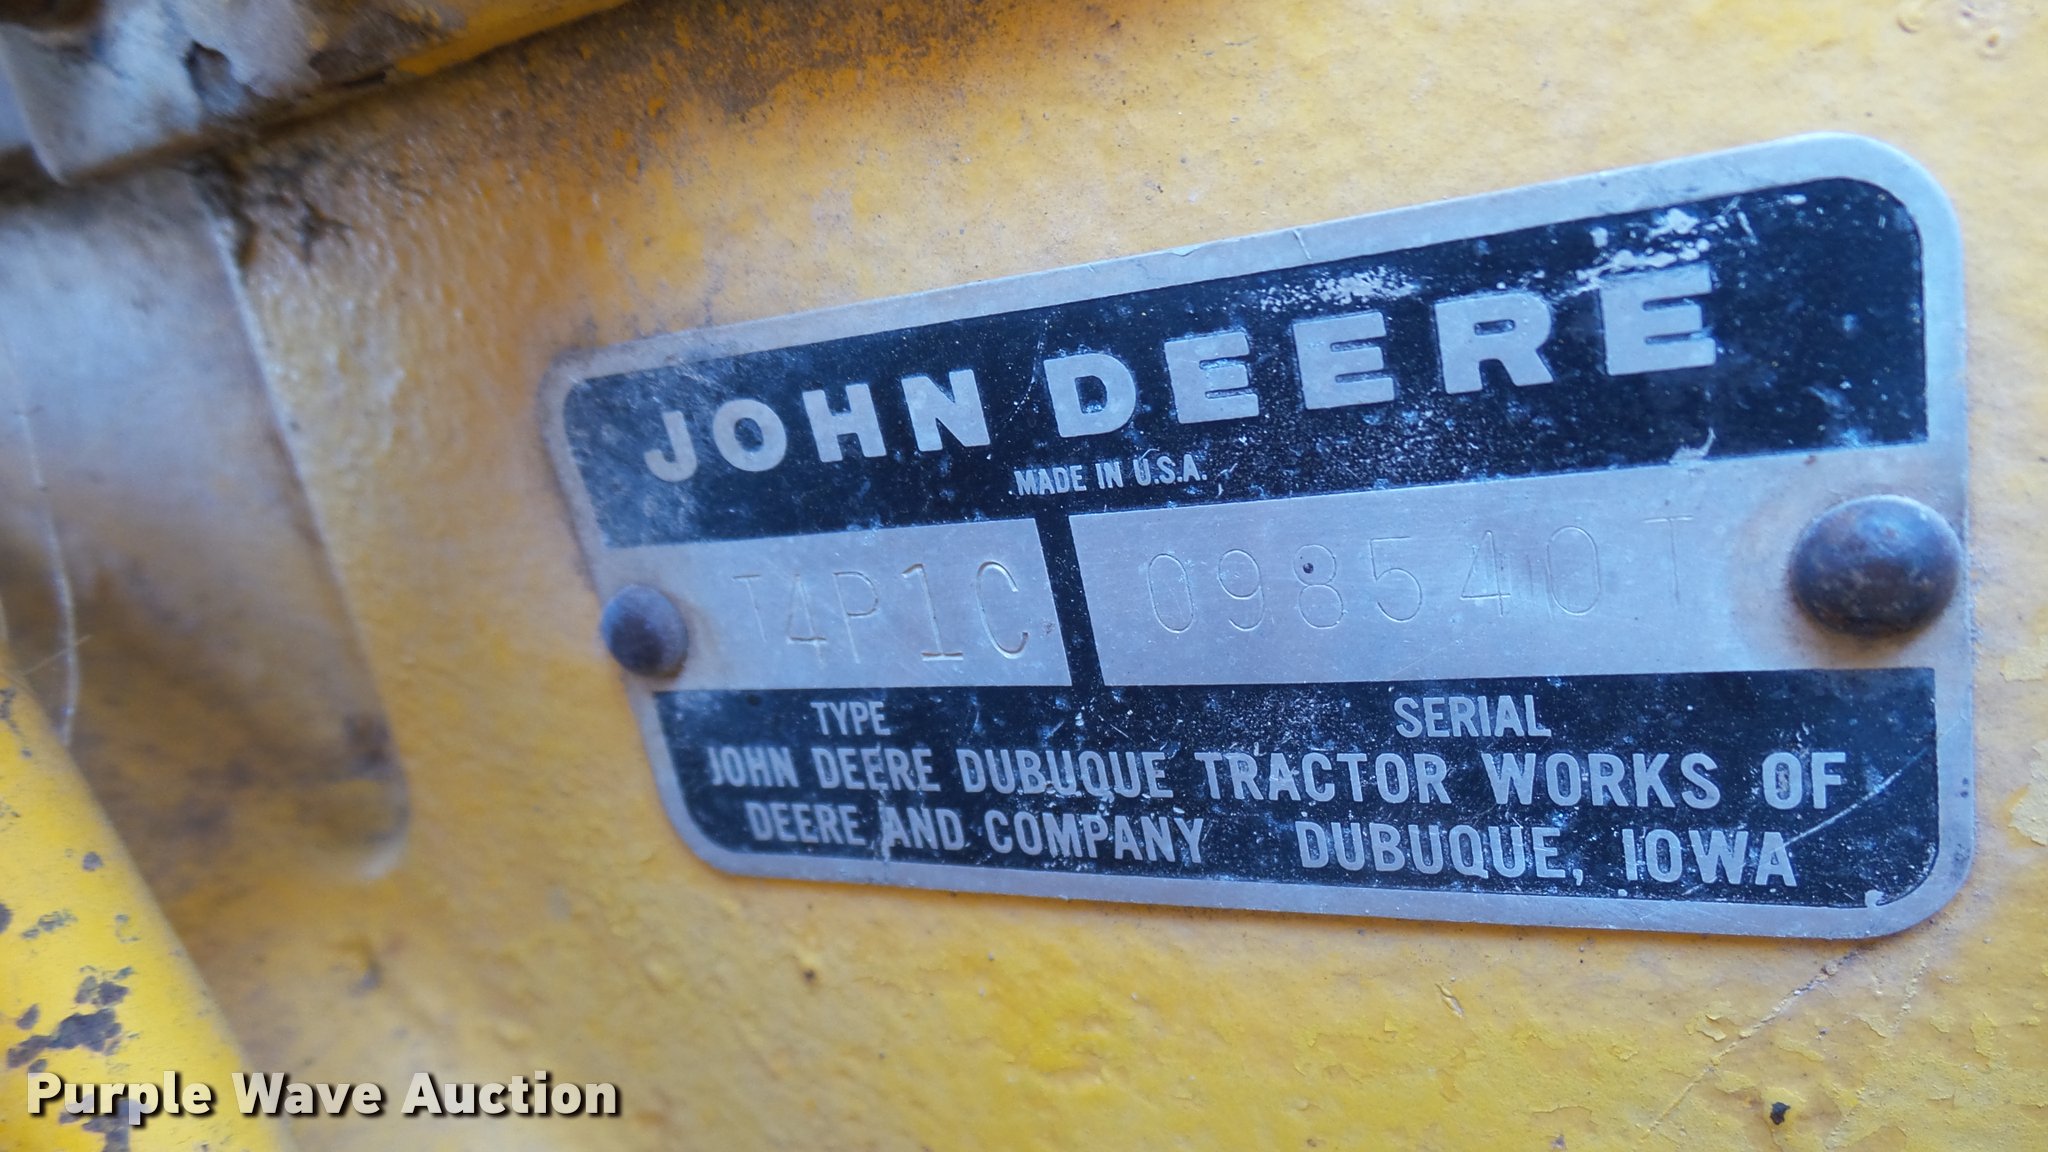 JOHN DEERE
MADE IN U.S.A.
T4P1C 098540T
TYPE SERIAL
JOHN DEERE DUBUQUE TRACTOR WORKS OF
DEERE AND COMPANY DUBUQUE, IOWA
Purple Wave Auction